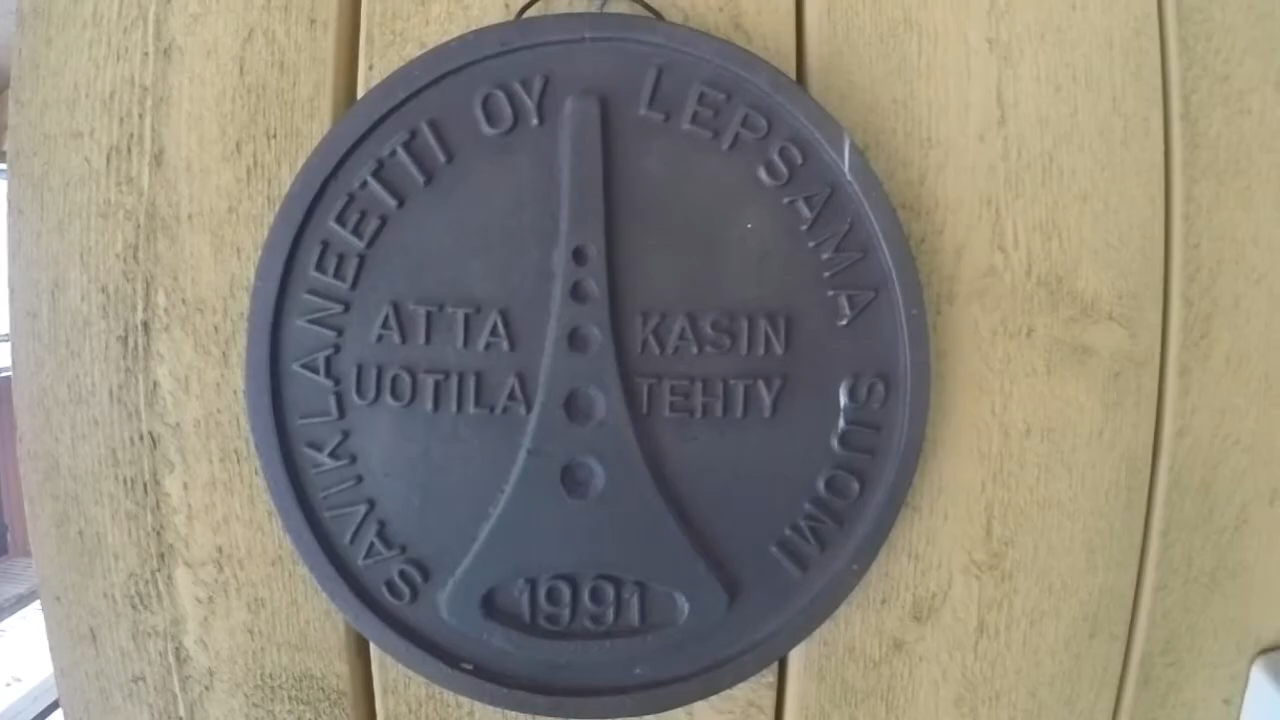 SAVIKLANEETTI OY LEPSAMA SUOMI
ATTA UOTILA
KASIN TEHTY
1991